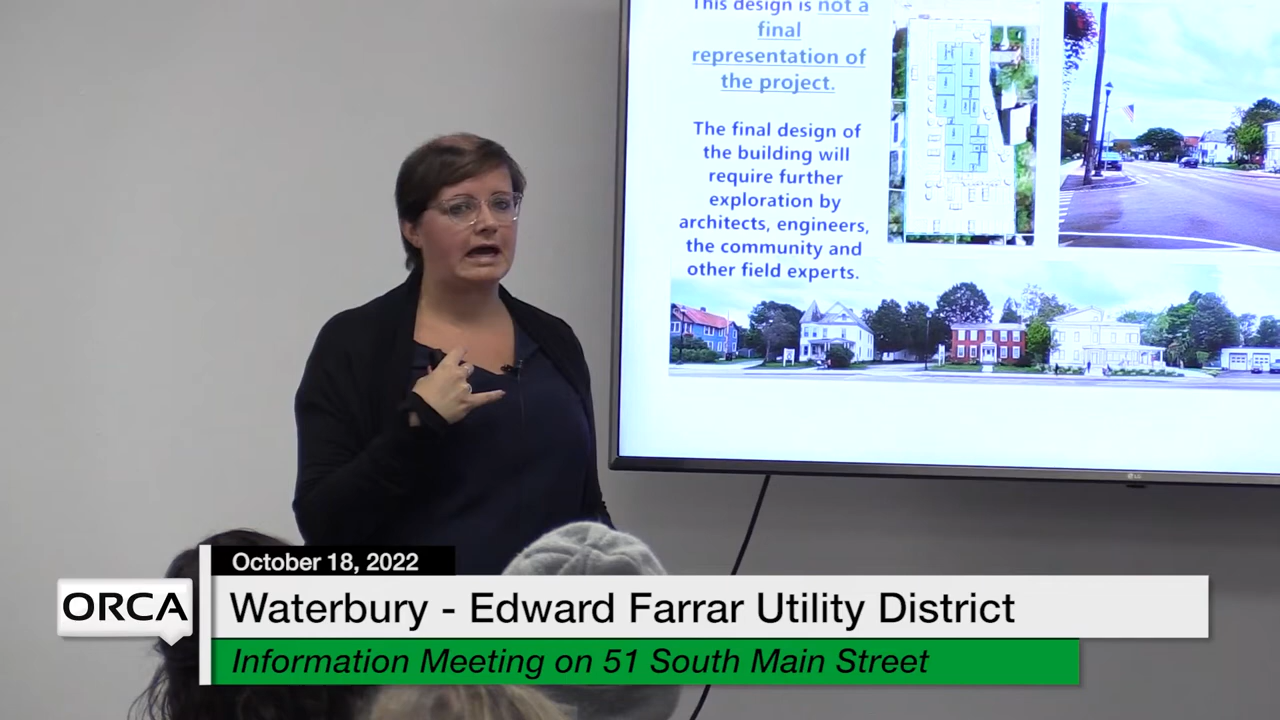 This design is not a
final
representation of
the project.
The final design of
the building will
require further
exploration by
architects, engineers,
the community and
other field experts.
LG
October 18, 2022
ORCA
Waterbury - Edward Farrar Utility District
Information Meeting on 51 South Main Street